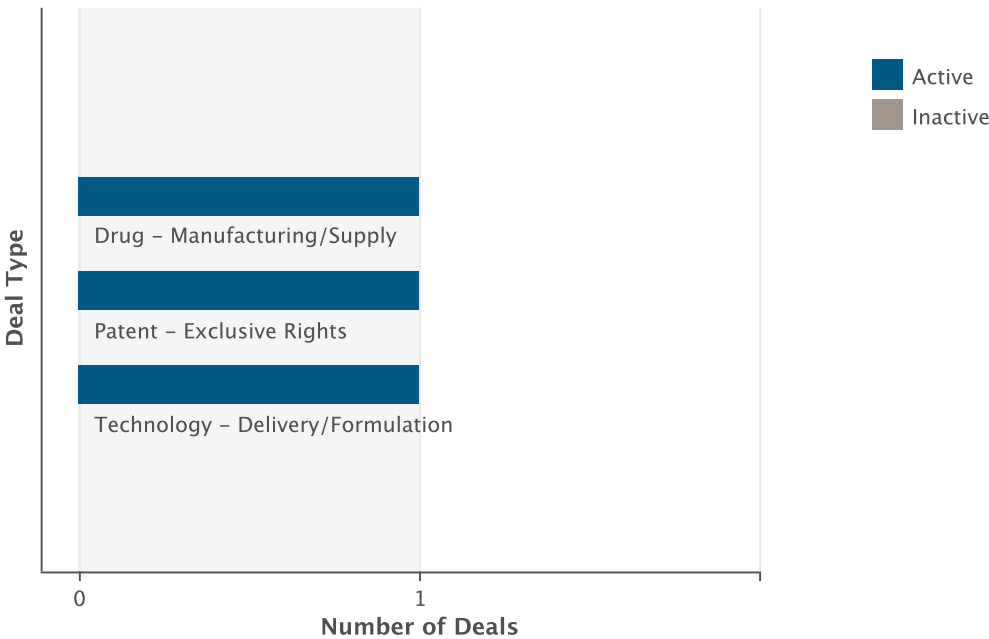 Active
Inactive
Deal Type
Drug – Manufacturing/Supply
Patent – Exclusive Rights
Technology – Delivery/Formulation
0
1
Number of Deals